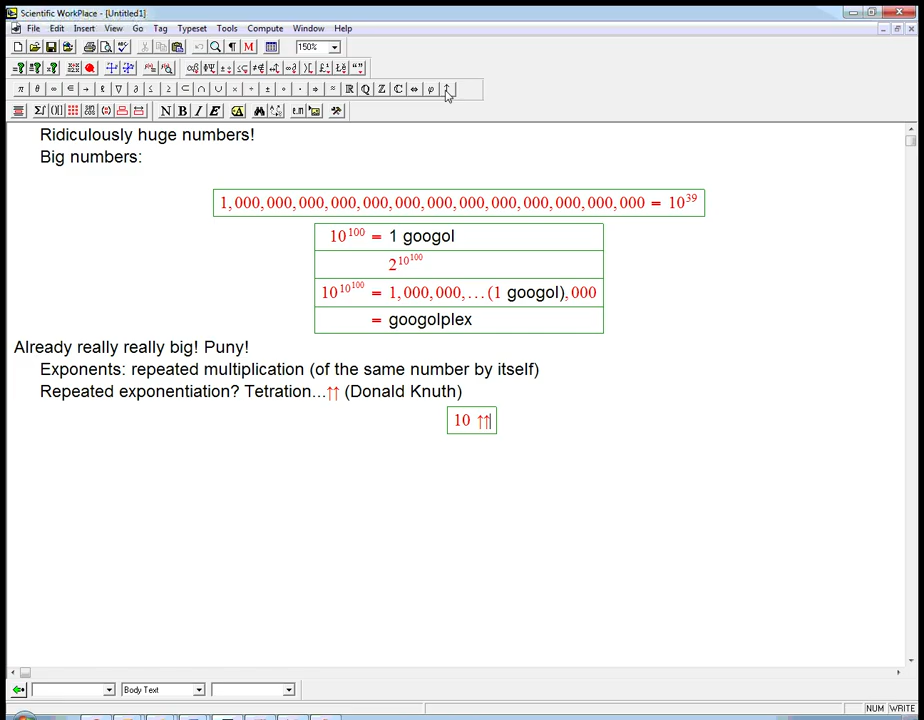 Scientific WorkPlace - [Untitled1]
File Edit Insert View Go Tag Typeset Tools Compute Window Help
150%
N B I E
Ridiculously huge numbers!
Big numbers:
1,000,000,000,000,000,000,000,000,000,000,000,000,000 = 10^39
10^100 = 1 googol
2^10^100
10^10^100 = 1,000,000,…(1 googol),000
= googolplex
Already really really big! Puny!
Exponents: repeated multiplication (of the same number by itself)
Repeated exponentiation? Tetration...↑↑ (Donald Knuth)
10 ↑↑
Body Text
NUM WRITE